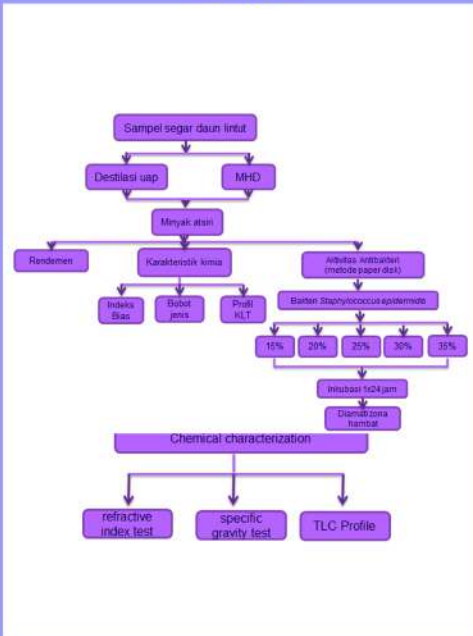 Sampel segar daun lintut
Destilasi uap
MHD
Minyak atsiri
Rendemen
Karakteristik kimia
Aktivitas Antibakteri
(metode paper disk)
Indeks
Bias
Bobot
jenis
Profil
KLT
Bakteri Staphylococcus epidermidis
15%
20%
25%
30%
35%
Inkubasi 1x24 jam
Diamati zona
hambat
Chemical characterization
refractive
index test
specific
gravity test
TLC Profile